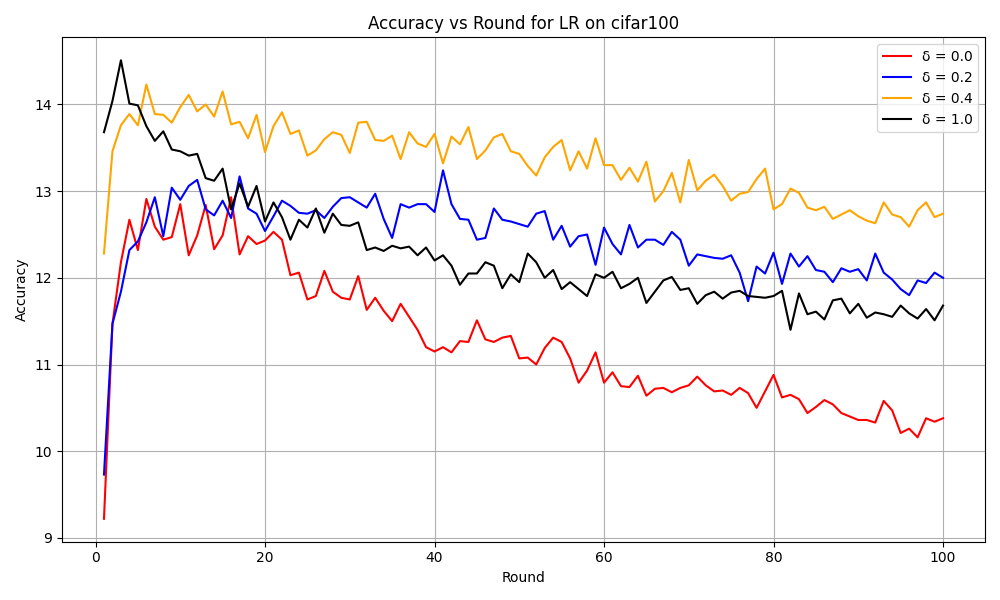 Accuracy vs Round for LR on cifar100
δ = 0.0
δ = 0.2
δ = 0.4
δ = 1.0
14
13
12
11
10
9
Accuracy
0 20 40 60 80 100
Round